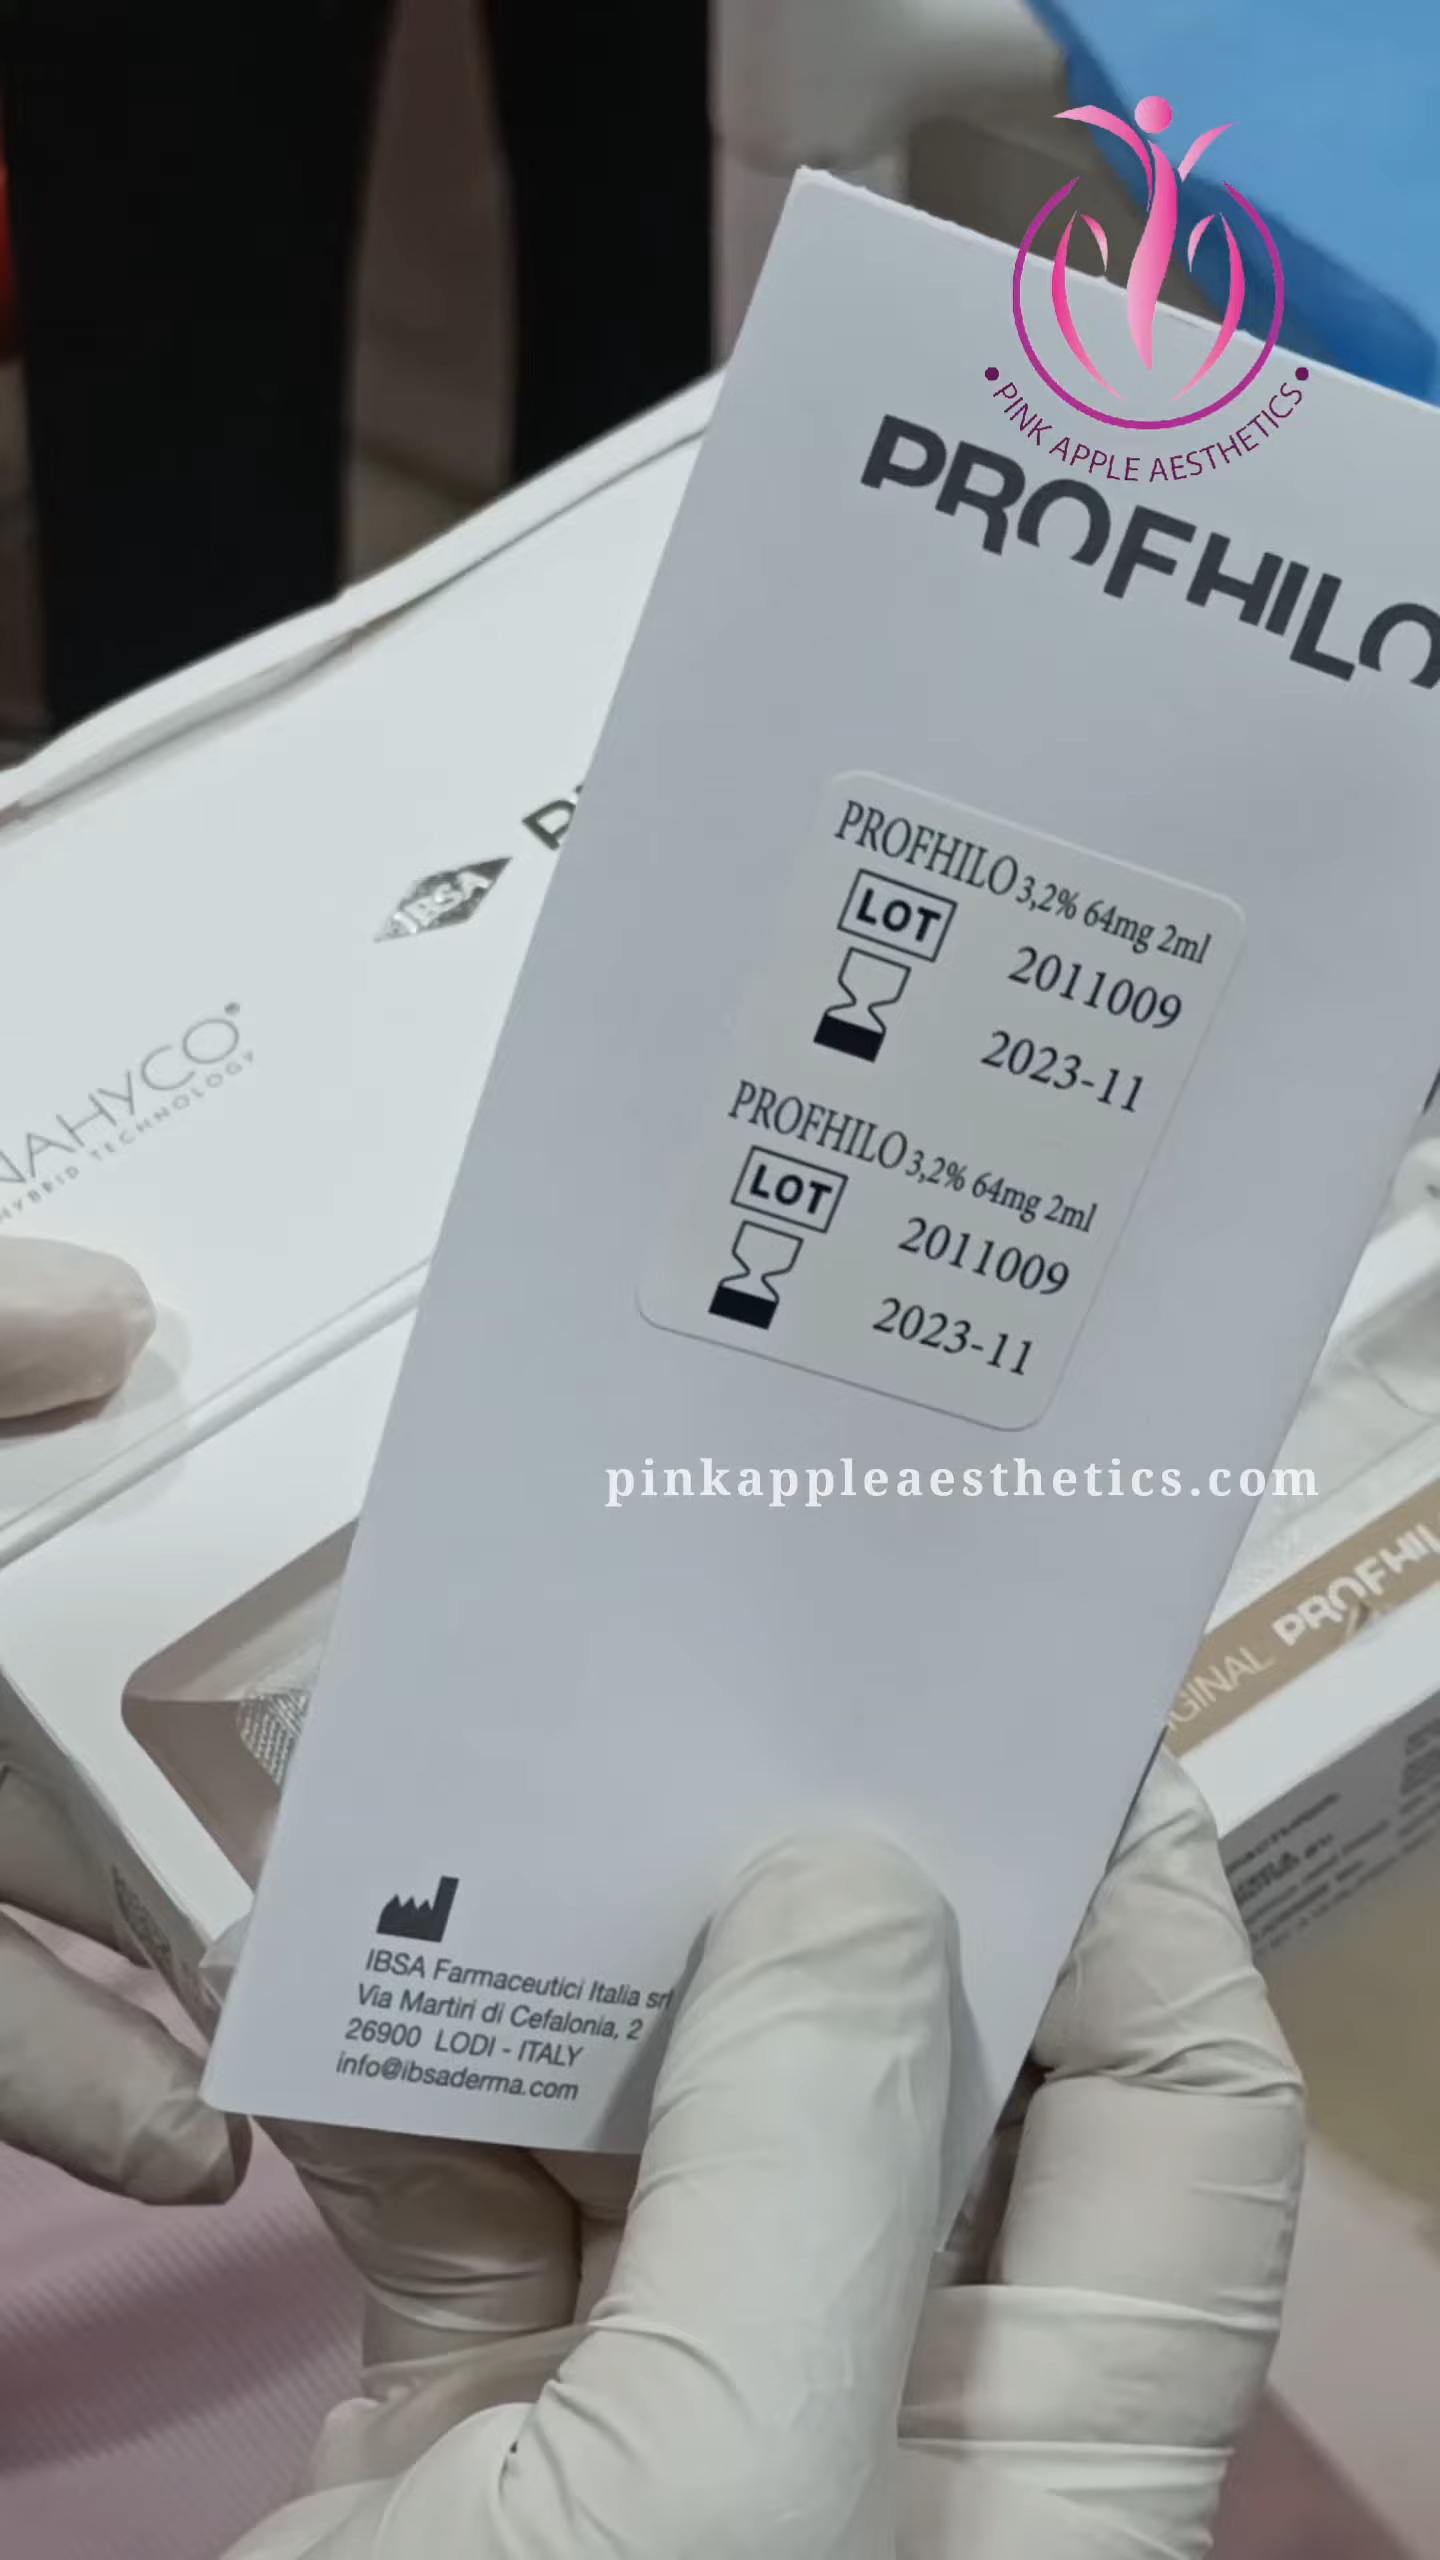 PINK APPLE AESTHETICS
PROFHILO
PROFHILO 3,2% 64mg 2ml
LOT 2011009
2023-11
PROFHILO 3,2% 64mg 2ml
LOT 2011009
2023-11
IBSA
NAHYCO®
HYBRID TECHNOLOGY
pinkappleaesthetics.com
PROFHIL
IBSA Farmaceutici Italia srl
Via Martiri di Cefalonia, 2
26900 LODI - ITALY
info@ibsaderma.com